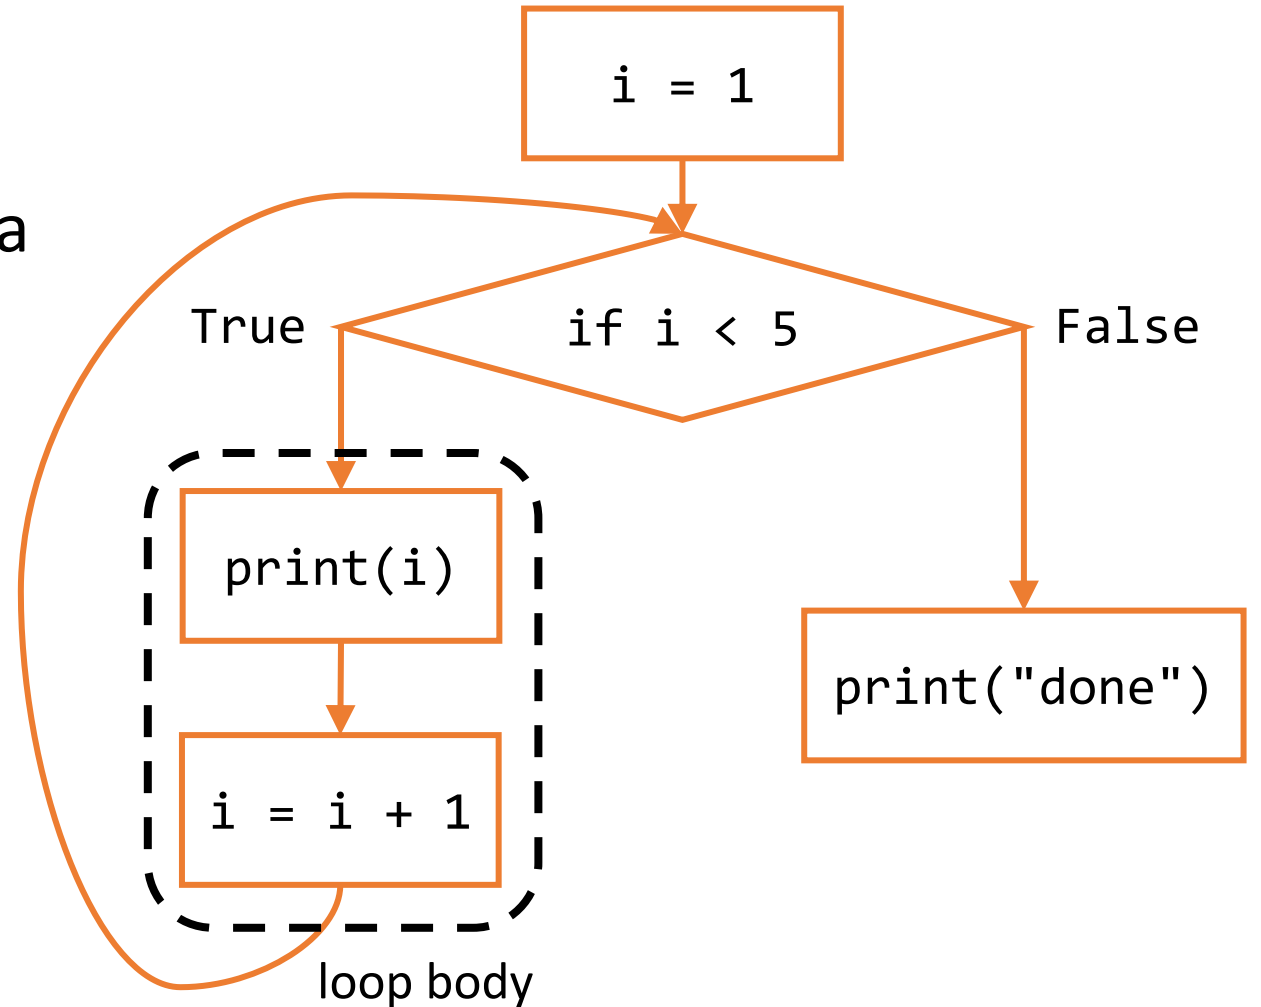 i = 1
a
True
if i < 5
False
print(i)
print("done")
i = i + 1
loop body